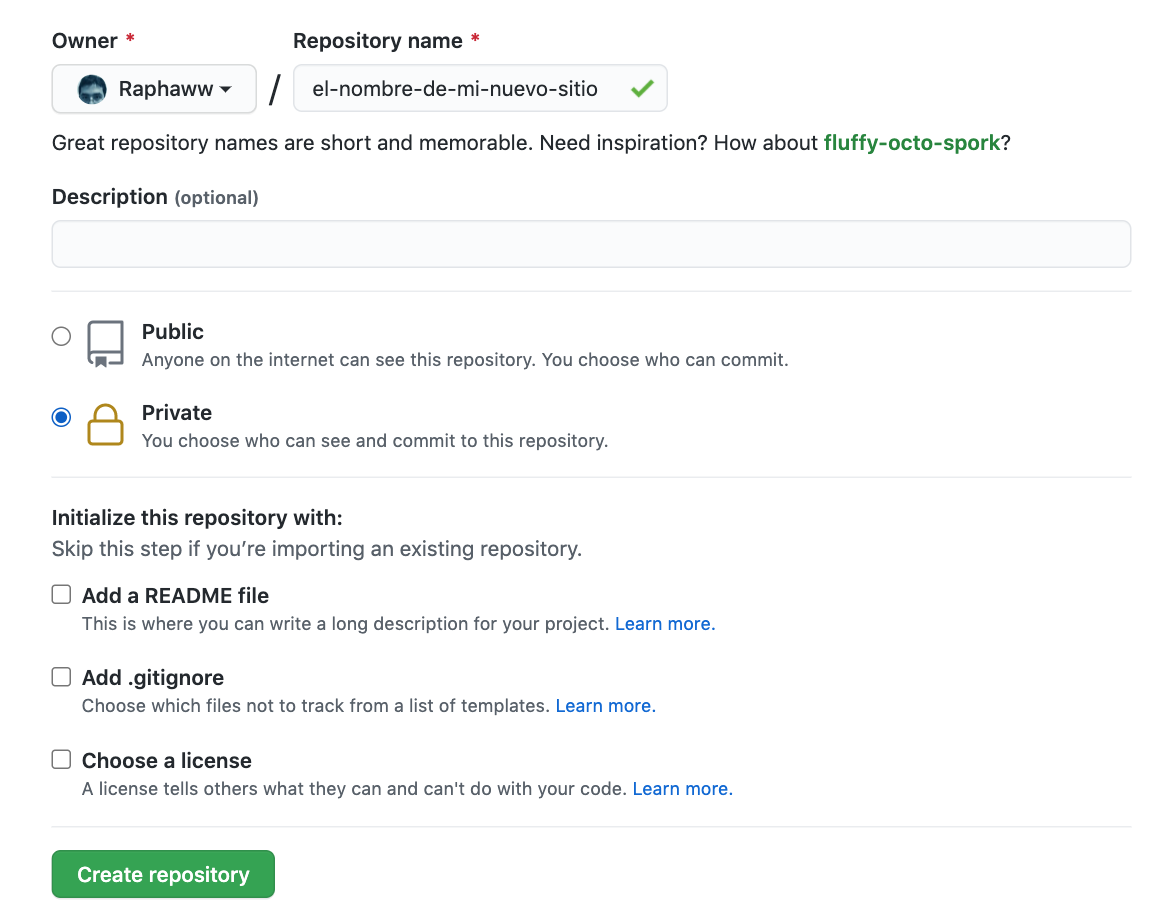 Owner *
Repository name *
Raphaww
/
el-nombre-de-mi-nuevo-sitio
Great repository names are short and memorable. Need inspiration? How about fluffy-octo-spork?
Description (optional)
Public
Anyone on the internet can see this repository. You choose who can commit.
Private
You choose who can see and commit to this repository.
Initialize this repository with:
Skip this step if you’re importing an existing repository.
Add a README file
This is where you can write a long description for your project. Learn more.
Add .gitignore
Choose which files not to track from a list of templates. Learn more.
Choose a license
A license tells others what they can and can't do with your code. Learn more.
Create repository